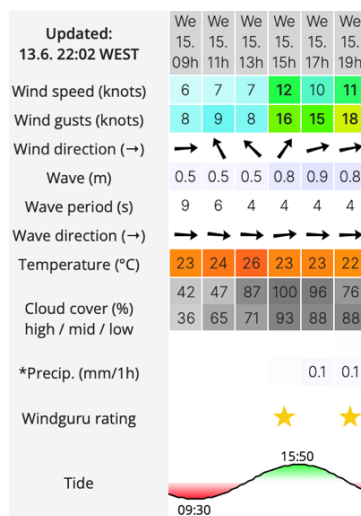 Updated: We We We We We We
13.6. 22:02 WEST 15. 15. 15. 15. 15. 15.
09h 11h 13h 15h 17h 19h
Wind speed (knots) 6 7 7 12 10 11
Wind gusts (knots) 8 9 8 16 15 18
Wind direction (→)
Wave (m) 0.5 0.5 0.5 0.8 0.9 0.8
Wave period (s) 9 6 4 4 4 4
Wave direction (→)
Temperature (°C) 23 24 26 23 23 22
Cloud cover (%) 42 47 87 100 96 76
high / mid / low 36 65 71 93 88 88
*Precip. (mm/1h) 0.1 0.1
Windguru rating
15:50
Tide
09:30